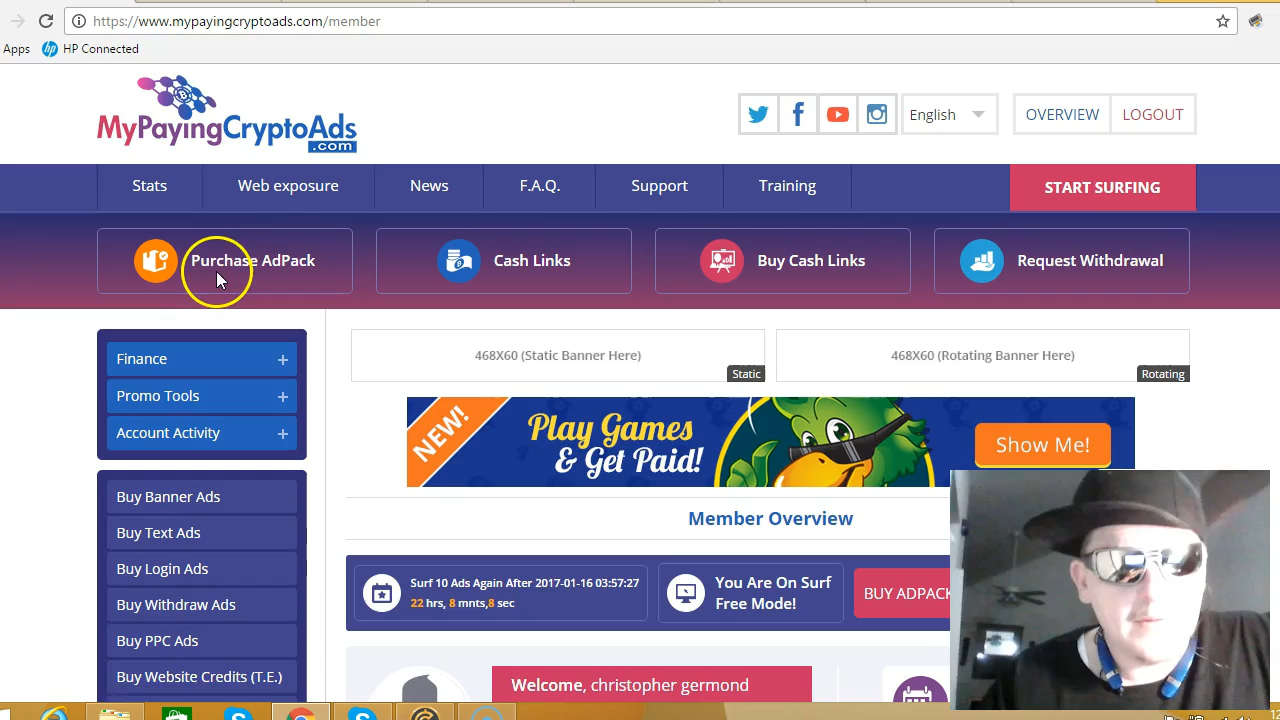 https://www.mypayingcryptoads.com/member
Apps
HP Connected
MyPayingCryptoAds
.com
English
OVERVIEW
LOGOUT
Stats
Web exposure
News
F.A.Q.
Support
Training
START SURFING
Purchase AdPack
Cash Links
Buy Cash Links
Request Withdrawal
Finance
Promo Tools
Account Activity
468X60 (Static Banner Here)
Static
468X60 (Rotating Banner Here)
Rotating
NEW!
Play Games
& Get Paid!
Show Me!
Member Overview
Buy Banner Ads
Buy Text Ads
Buy Login Ads
Buy Withdraw Ads
Buy PPC Ads
Buy Website Credits (T.E.)
Surf 10 Ads Again After 2017-01-16 03:57:27
22 hrs, 8 mnts,8 sec
You Are On Surf
Free Mode!
BUY ADPACK
Welcome, christopher germond